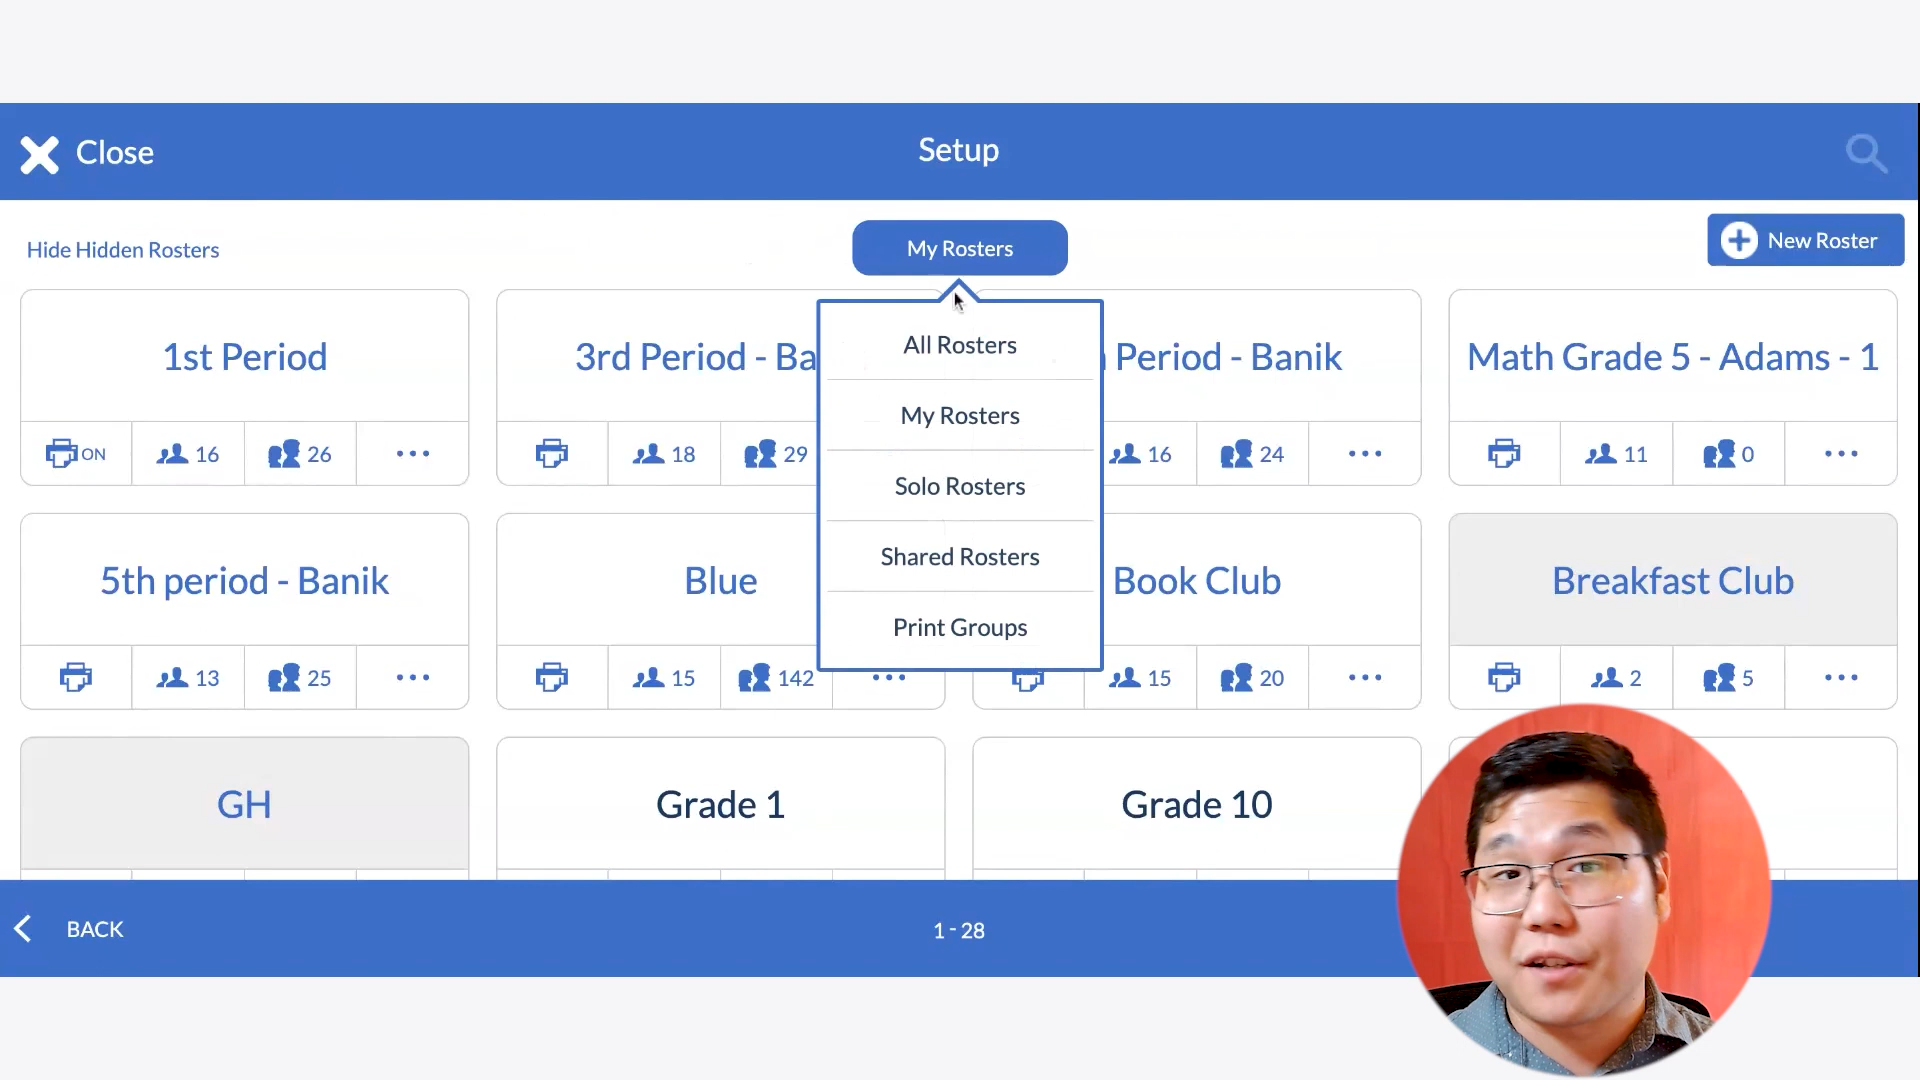 Close
Setup
Hide Hidden Rosters
My Rosters
New Roster
1st Period
3rd Period - Ba
Period - Banik
Math Grade 5 - Adams - 1
All Rosters
My Rosters
Solo Rosters
Shared Rosters
Print Groups
ON
16
26
18
29
16
24
11
0
5th period - Banik
Blue
Book Club
Breakfast Club
13
25
15
142
15
20
2
5
GH
Grade 1
Grade 10
BACK
1 - 28